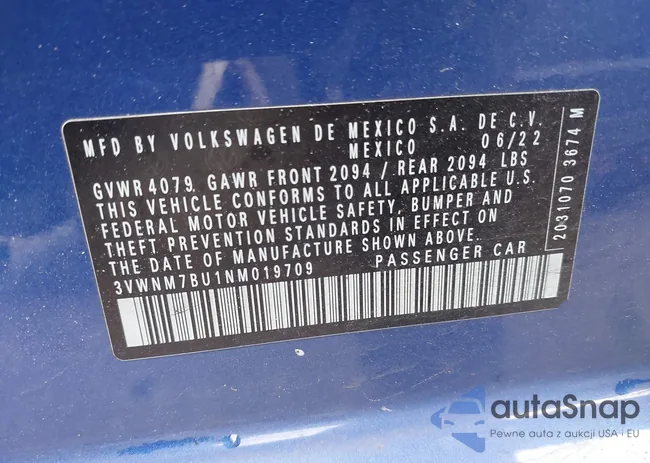 MFD BY VOLKSWAGEN DE MEXICO S.A. DE C.V.
MEXICO 06/22
GVWR 4079 GAWR FRONT 2094 / REAR 2094 LBS
THIS VEHICLE CONFORMS TO ALL APPLICABLE U.S.
FEDERAL MOTOR VEHICLE SAFETY, BUMPER AND
THEFT PREVENTION STANDARDS IN EFFECT ON
THE DATE OF MANUFACTURE SHOWN ABOVE.
3VWNM7BU1NM019709 PASSENGER CAR
2031070 3674 M
autaSnap
Pewne auta z aukcji USA i EU